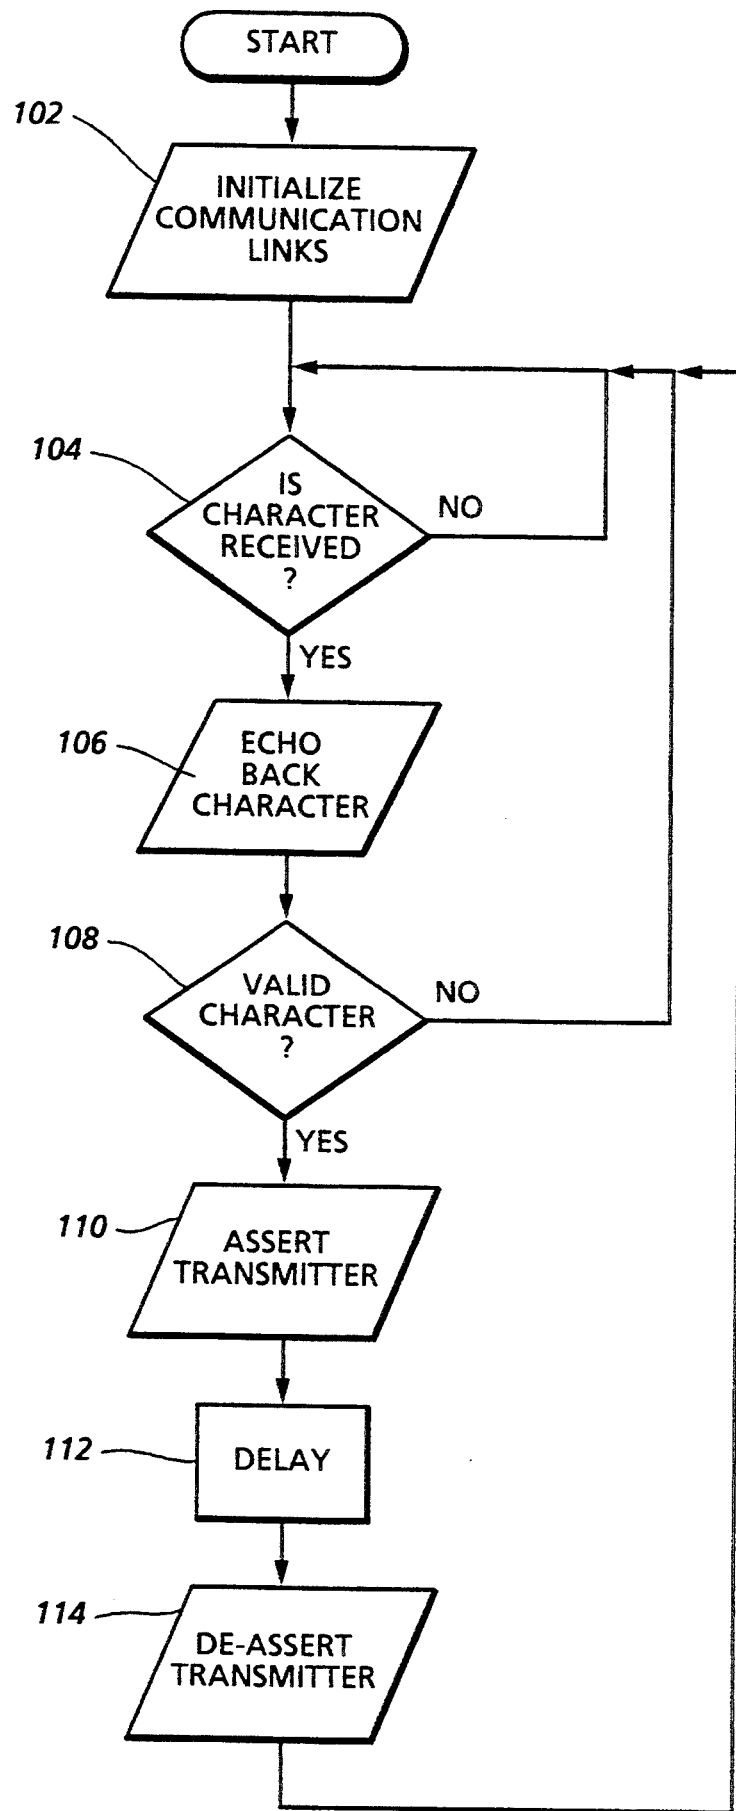 START
102
INITIALIZE
COMMUNICATION
LINKS
104
IS
CHARACTER
RECEIVED
?
NO
YES
106
ECHO
BACK
CHARACTER
108
VALID
CHARACTER
?
NO
YES
110
ASSERT
TRANSMITTER
112
DELAY
114
DE-ASSERT
TRANSMITTER